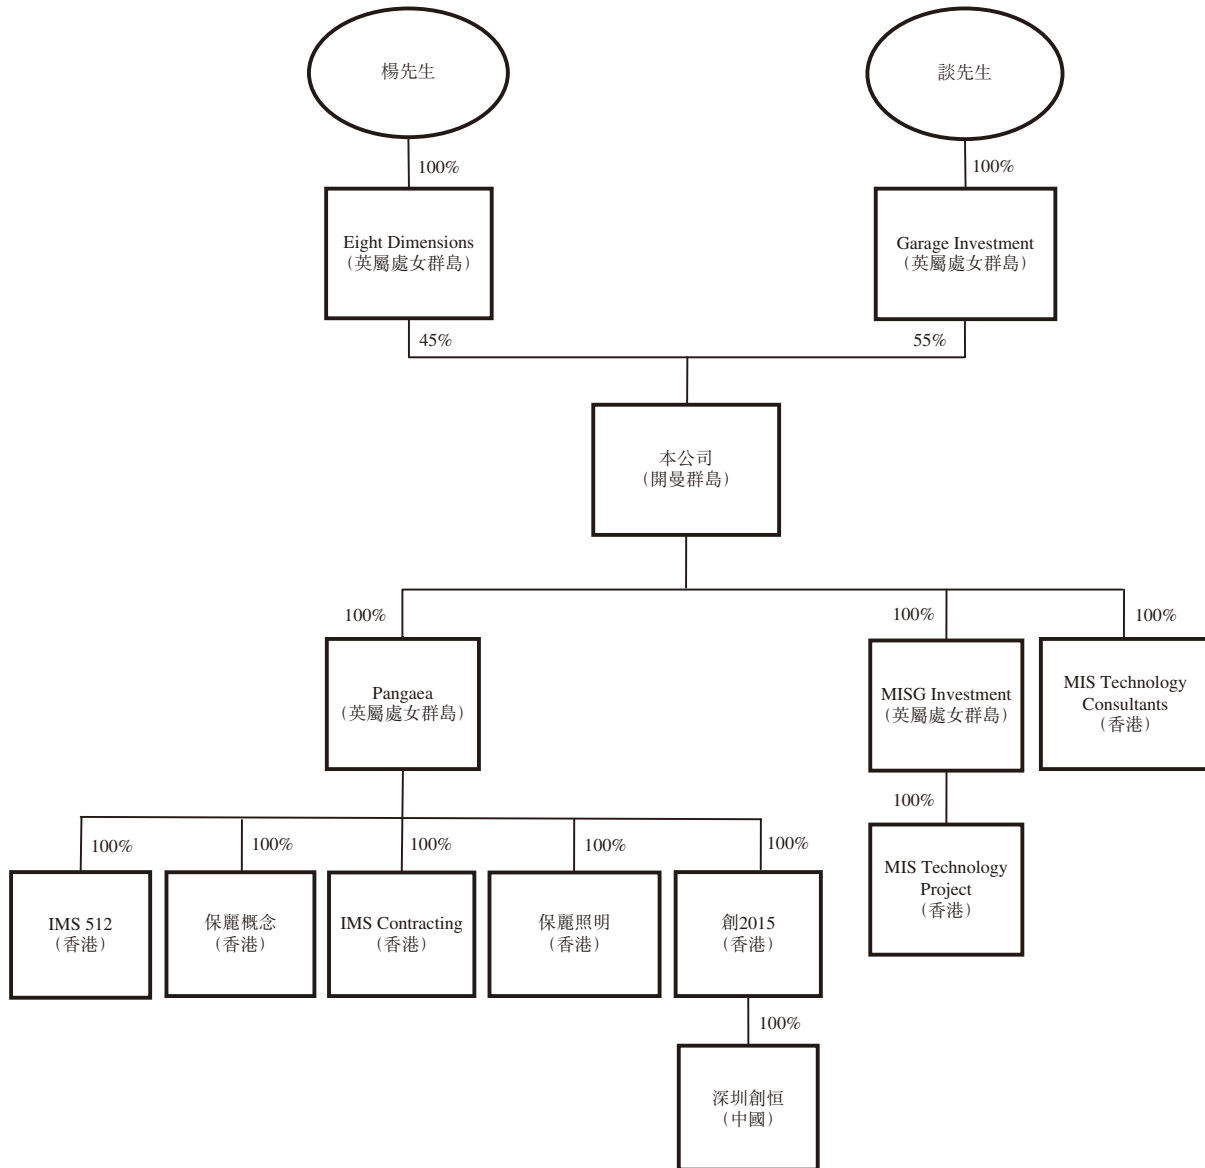 楊先生
談先生
100%
100%
Eight Dimensions
（英屬處女群島）
Garage Investment
（英屬處女群島）
45%
55%
本公司
（開曼群島）
100%
100%
100%
Pangaea
（英屬處女群島）
MISG Investment
（英屬處女群島）
MIS Technology
Consultants
（香港）
100%
MIS Technology
Project
（香港）
100%
100%
100%
100%
100%
IMS 512
（香港）
保麗概念
（香港）
IMS Contracting
（香港）
保麗照明
（香港）
創2015
（香港）
100%
深圳創恒
（中國）